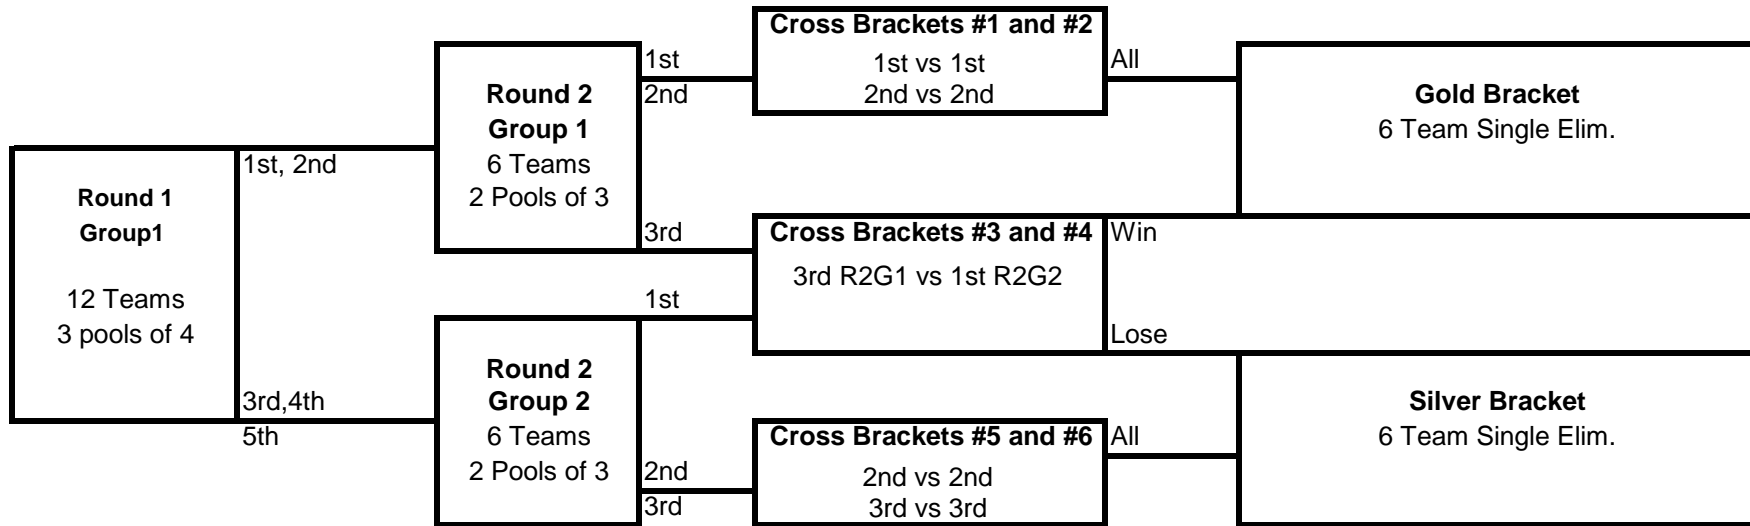 Round 1
Group1
12 Teams
3 pools of 4
1st, 2nd
3rd,4th
5th
Round 2
Group 1
6 Teams
2 Pools of 3
1st
2nd
3rd
Round 2
Group 2
6 Teams
2 Pools of 3
1st
2nd
3rd
Cross Brackets #1 and #2
1st vs 1st
2nd vs 2nd
All
Cross Brackets #3 and #4
3rd R2G1 vs 1st R2G2
Win
Lose
Cross Brackets #5 and #6
2nd vs 2nd
3rd vs 3rd
All
Gold Bracket
6 Team Single Elim.
Silver Bracket
6 Team Single Elim.